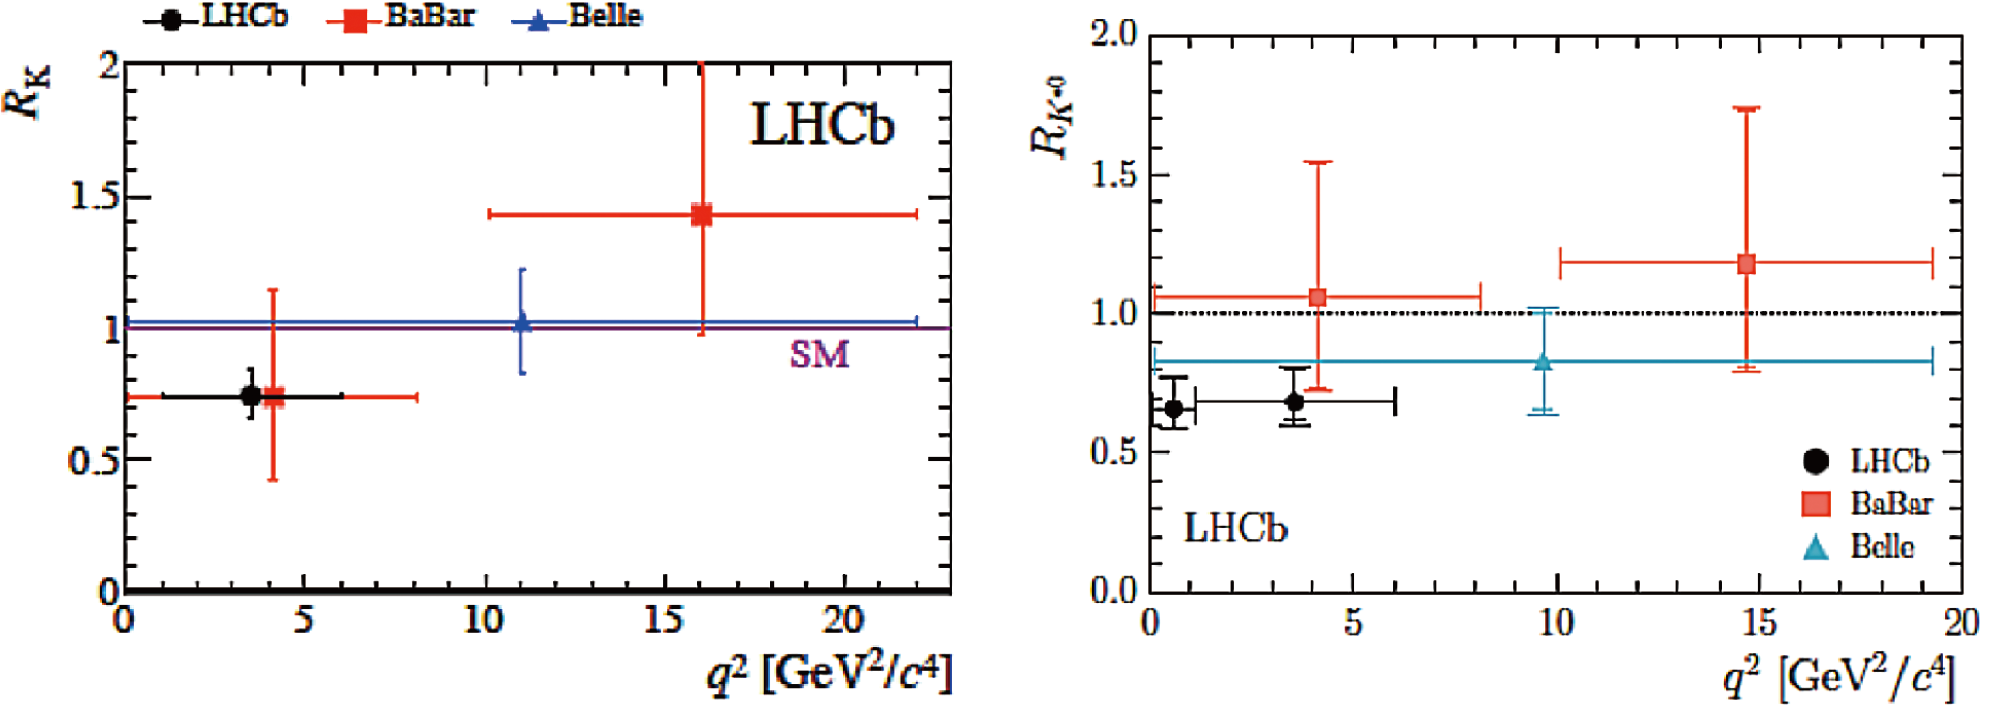 LHCb BaBar Belle
R_K
2
1.5
1
0.5
0
LHCb
SM
0 5 10 15 20
q² [GeV²/c⁴]
R_{K*0}
2.0
1.5
1.0
0.5
0.0
LHCb
BaBar
Belle
LHCb
0 5 10 15 20
q² [GeV²/c⁴]